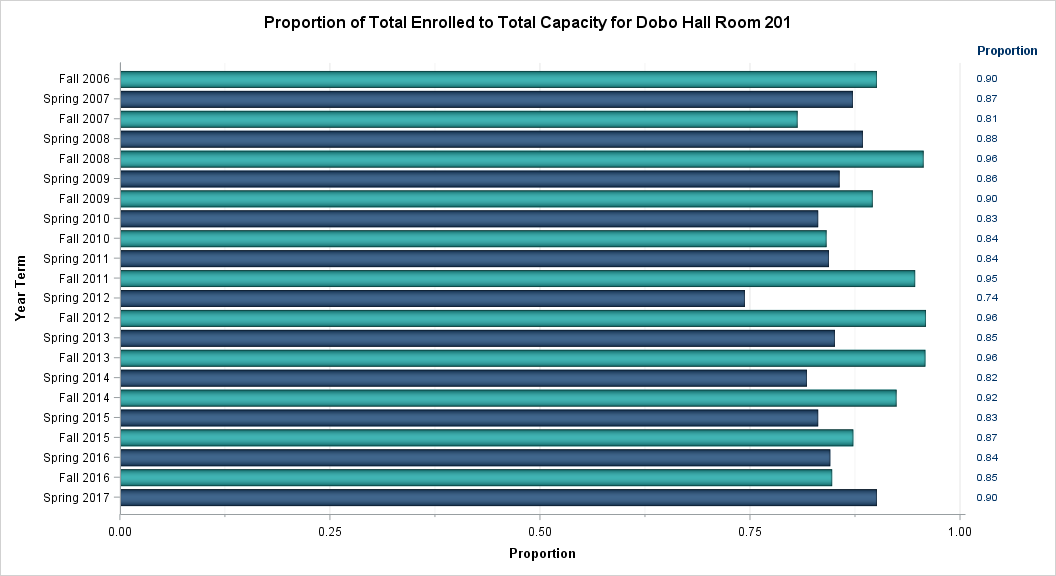 Proportion of Total Enrolled to Total Capacity for Dobo Hall Room 201
Proportion
Fall 2006 0.90
Spring 2007 0.87
Fall 2007 0.81
Spring 2008 0.88
Fall 2008 0.96
Spring 2009 0.86
Fall 2009 0.90
Spring 2010 0.83
Fall 2010 0.84
Spring 2011 0.84
Fall 2011 0.95
Spring 2012 0.74
Fall 2012 0.96
Spring 2013 0.85
Fall 2013 0.96
Spring 2014 0.82
Fall 2014 0.92
Spring 2015 0.83
Fall 2015 0.87
Spring 2016 0.84
Fall 2016 0.85
Spring 2017 0.90
Year Term
0.00 0.25 0.50 0.75 1.00
Proportion